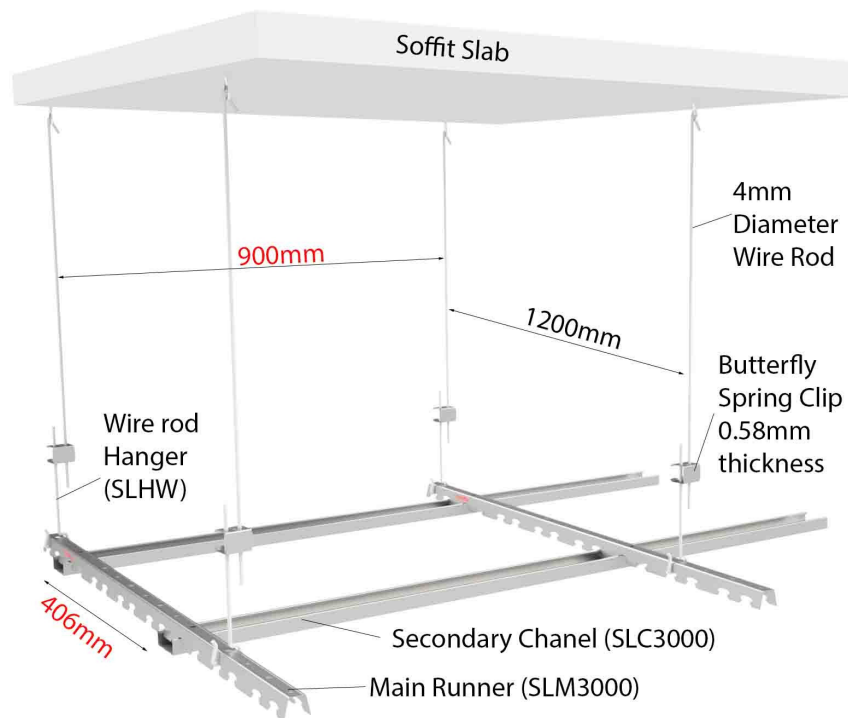 Soffit Slab
4mm
Diameter
Wire Rod
900mm
1200mm
Butterfly
Spring Clip
0.58mm
thickness
Wire rod
Hanger
(SLHW)
406mm
Secondary Chanel (SLC3000)
Main Runner (SLM3000)